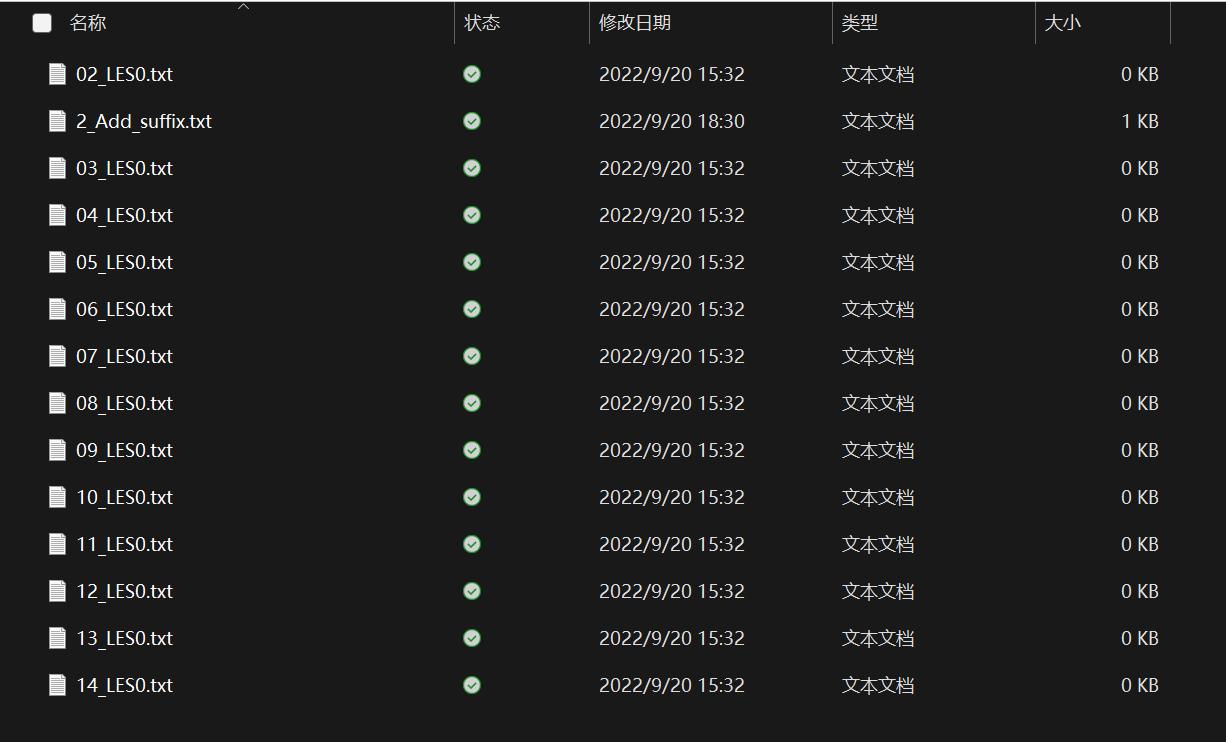 名称 状态 修改日期 类型 大小
02_LES0.txt 2022/9/20 15:32 文本文档 0 KB
2_Add_suffix.txt 2022/9/20 18:30 文本文档 1 KB
03_LES0.txt 2022/9/20 15:32 文本文档 0 KB
04_LES0.txt 2022/9/20 15:32 文本文档 0 KB
05_LES0.txt 2022/9/20 15:32 文本文档 0 KB
06_LES0.txt 2022/9/20 15:32 文本文档 0 KB
07_LES0.txt 2022/9/20 15:32 文本文档 0 KB
08_LES0.txt 2022/9/20 15:32 文本文档 0 KB
09_LES0.txt 2022/9/20 15:32 文本文档 0 KB
10_LES0.txt 2022/9/20 15:32 文本文档 0 KB
11_LES0.txt 2022/9/20 15:32 文本文档 0 KB
12_LES0.txt 2022/9/20 15:32 文本文档 0 KB
13_LES0.txt 2022/9/20 15:32 文本文档 0 KB
14_LES0.txt 2022/9/20 15:32 文本文档 0 KB